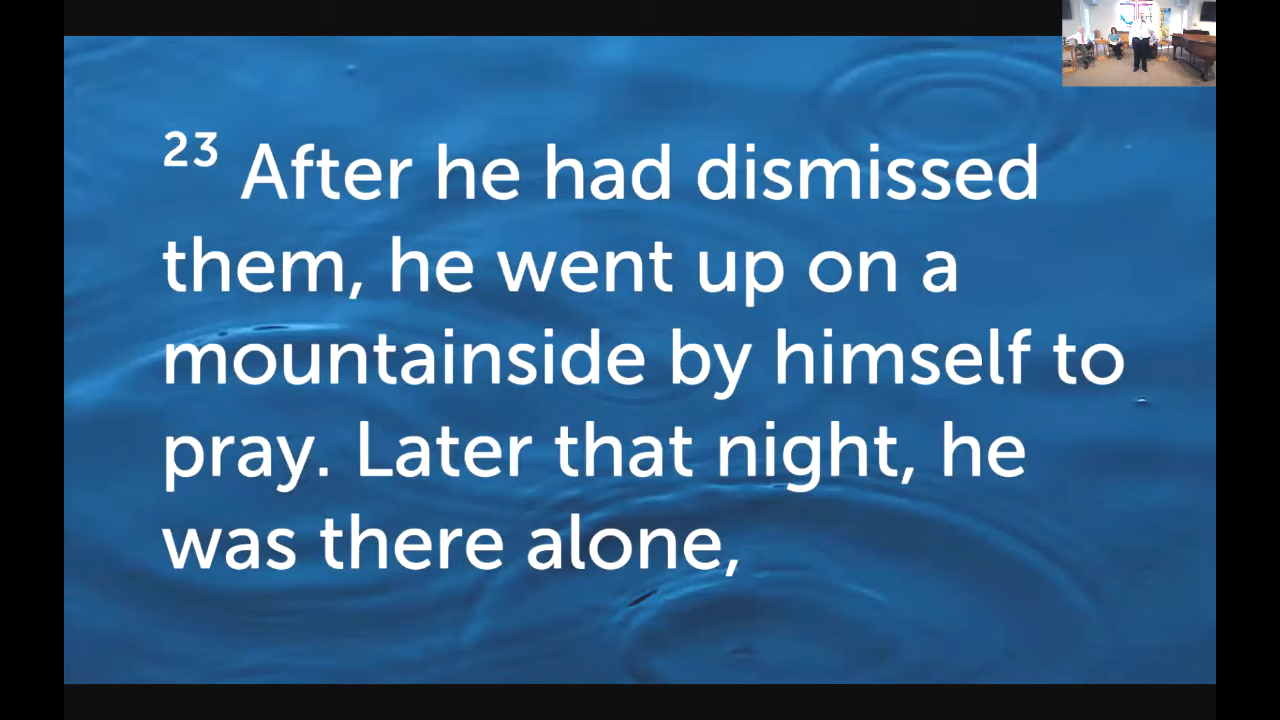 23 After he had dismissed
them, he went up on a
mountainside by himself to
pray. Later that night, he
was there alone,